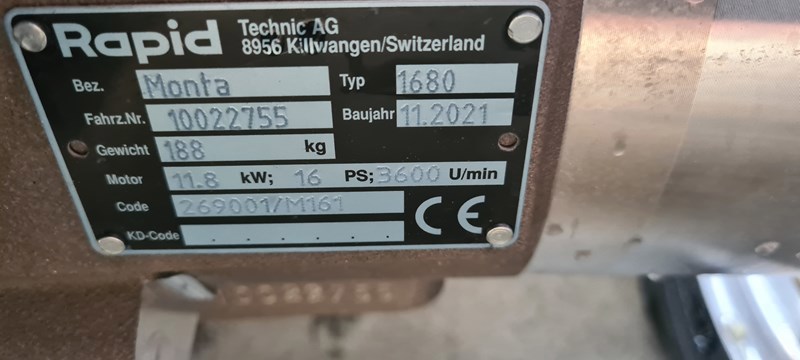 Rapid Technic AG
8956 Killwangen/Switzerland
Bez. Monta Typ 1680
Fahrz.Nr. 10022755 Baujahr 11.2021
Gewicht 188 kg
Motor 11.8 kW; 16 PS; 3600 U/min
Code 269001/M161
CE
KD-Code . . . . . . .